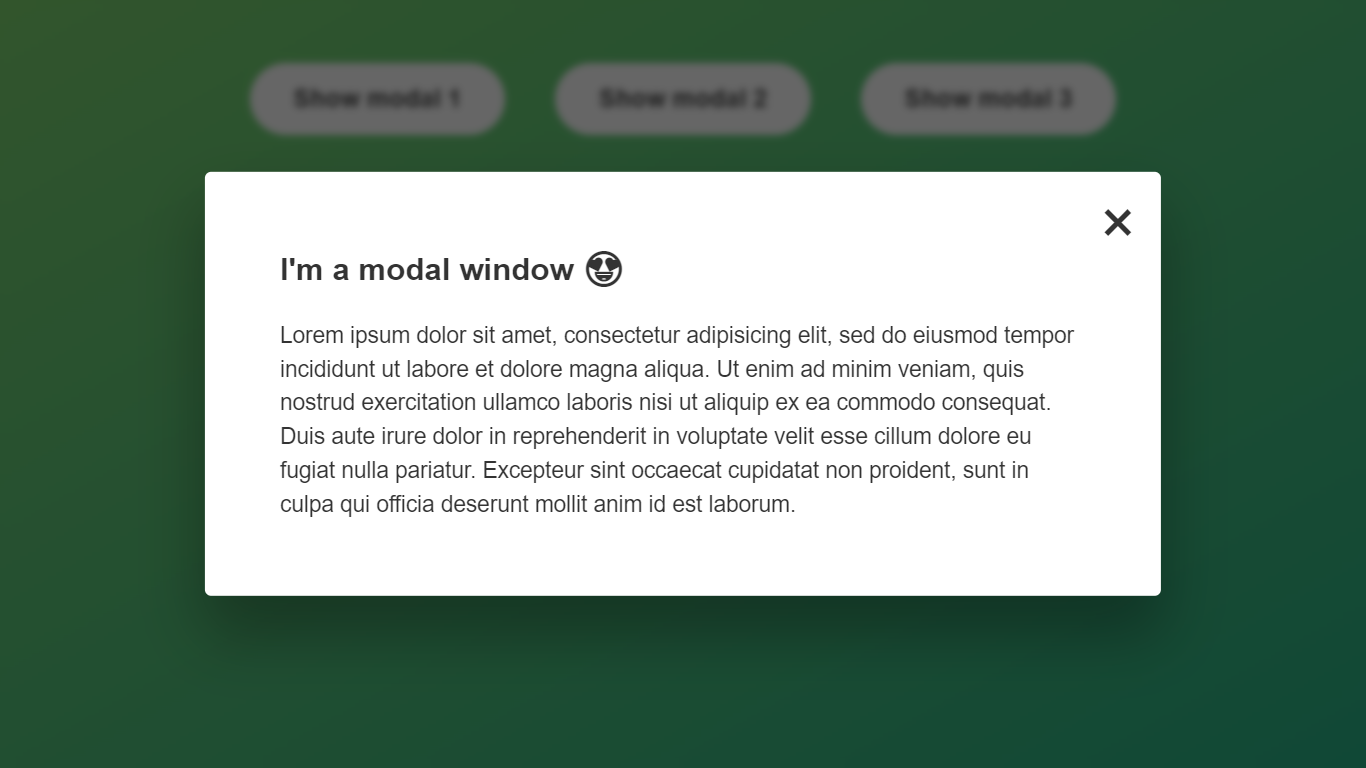 Show modal 1 Show modal 2 Show modal 3
×
I'm a modal window 😍
Lorem ipsum dolor sit amet, consectetur adipisicing elit, sed do eiusmod tempor
incididunt ut labore et dolore magna aliqua. Ut enim ad minim veniam, quis
nostrud exercitation ullamco laboris nisi ut aliquip ex ea commodo consequat.
Duis aute irure dolor in reprehenderit in voluptate velit esse cillum dolore eu
fugiat nulla pariatur. Excepteur sint occaecat cupidatat non proident, sunt in
culpa qui officia deserunt mollit anim id est laborum.